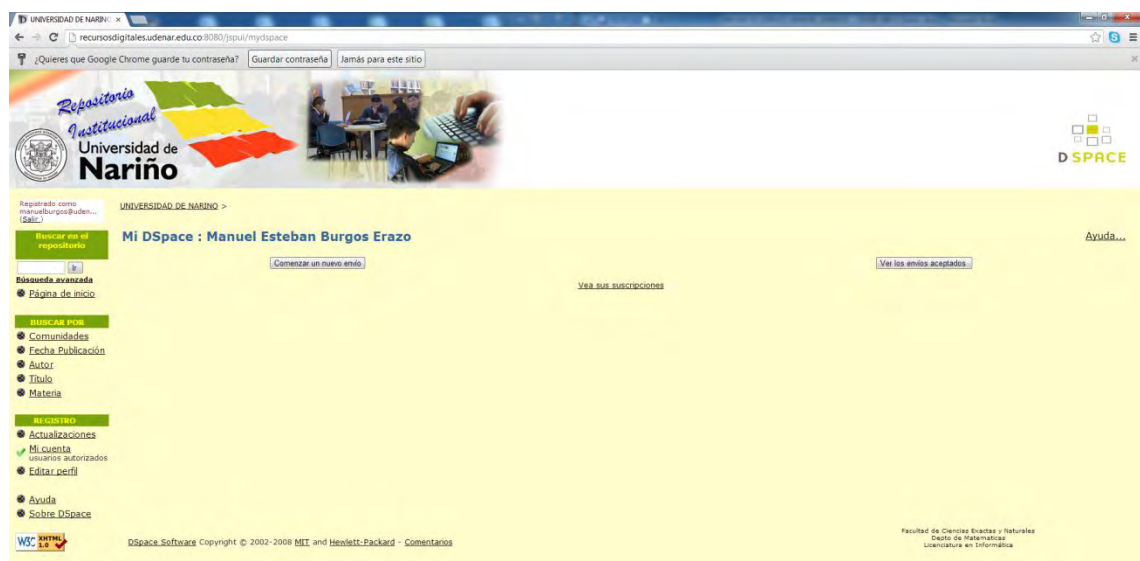 UNIVERSIDAD DE NARIÑO
recursosdigitales.udenar.edu.co:8080/jspui/mydspace
¿Quieres que Google Chrome guarde tu contraseña? Guardar contraseña Jamás para este sitio
Repositorio
Institucional
Universidad de
Nariño
DSPACE
Registrado como
manuelburgos@uden...
(Salir)
UNIVERSIDAD DE NARINO >
Buscar en el
repositorio
Ir
Búsqueda avanzada
Página de inicio
BUSCAR POR
Comunidades
Fecha Publicación
Autor
Título
Materia
REGISTRO
Actualizaciones
Mi cuenta
usuarios autorizados
Editar perfil
Ayuda
Sobre DSpace
W3C XHTML 1.0
Mi DSpace : Manuel Esteban Burgos Erazo
Ayuda...
Comenzar un nuevo envío
Ver los envíos aceptados
Vea sus suscripciones
Facultad de Ciencias Exactas y Naturales
Depto de Matematicas
Licenciatura en Informática
DSpace Software Copyright © 2002-2008 MIT and Hewlett-Packard - Comentarios